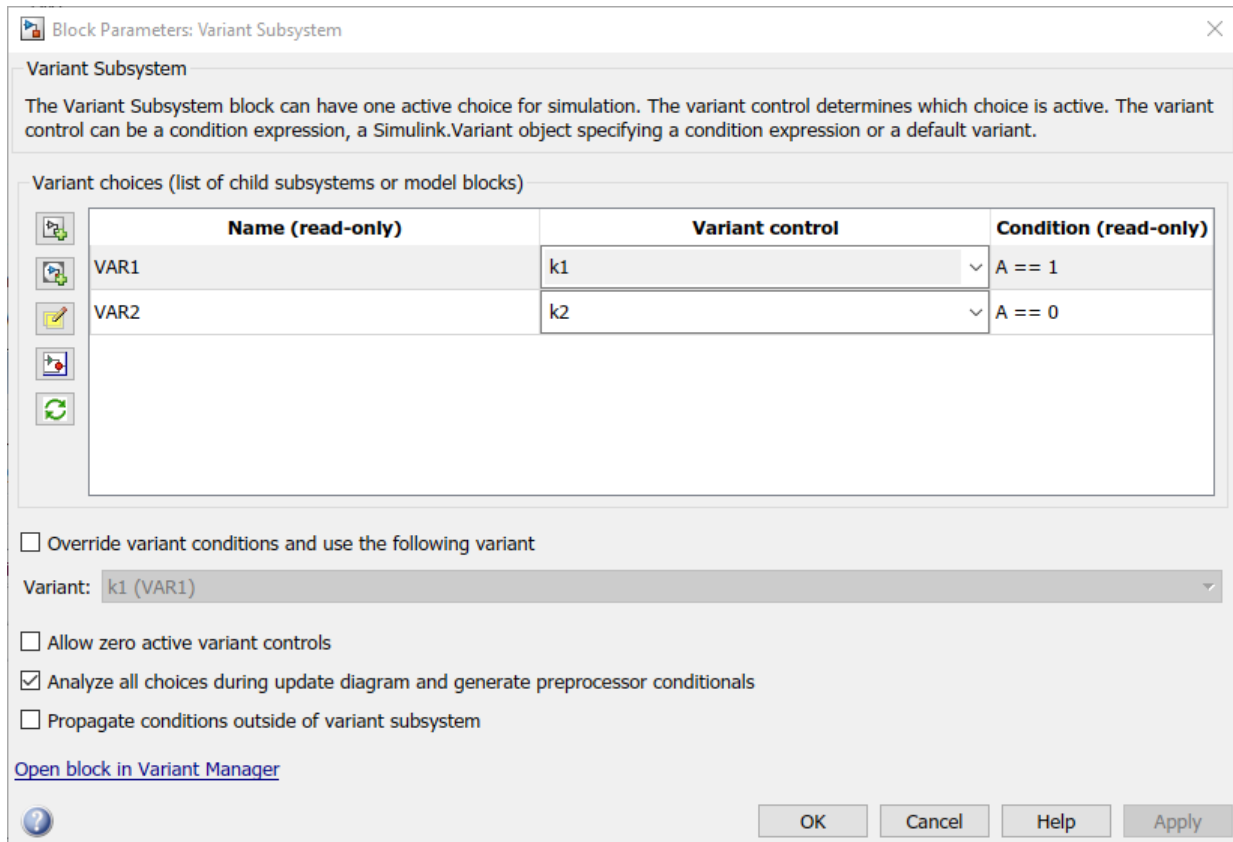 Block Parameters: Variant Subsystem
Variant Subsystem
The Variant Subsystem block can have one active choice for simulation. The variant control determines which choice is active. The variant
control can be a condition expression, a Simulink.Variant object specifying a condition expression or a default variant.
Variant choices (list of child subsystems or model blocks)
Name (read-only) Variant control Condition (read-only)
VAR1 k1 A == 1
VAR2 k2 A == 0
Override variant conditions and use the following variant
Variant: k1 (VAR1)
Allow zero active variant controls
Analyze all choices during update diagram and generate preprocessor conditionals
Propagate conditions outside of variant subsystem
Open block in Variant Manager
? OK Cancel Help Apply